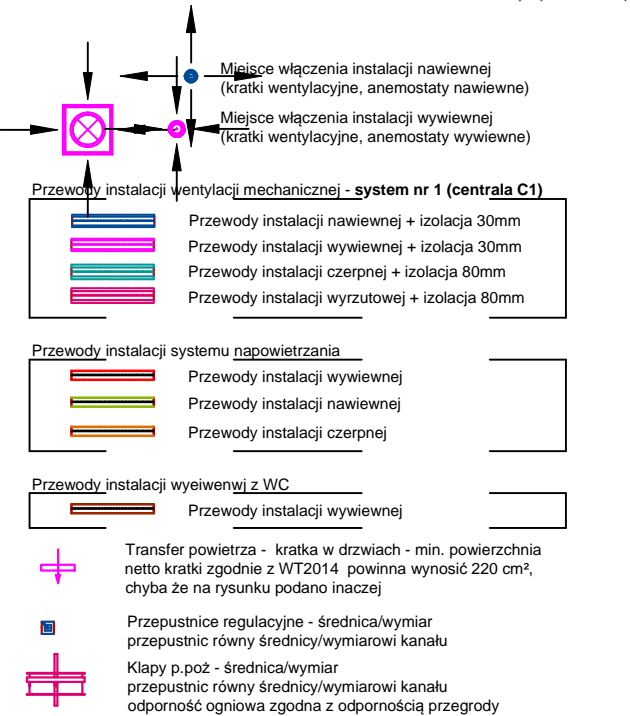 Miejsce włączenia instalacji nawiewnej
(kratki wentylacyjne, anemostaty nawiewne)
Miejsce włączenia instalacji wywiewnej
(kratki wentylacyjne, anemostaty wywiewne)
Przewody instalacji wentylacji mechanicznej - system nr 1 (centrala C1)
Przewody instalacji nawiewnej + izolacja 30mm
Przewody instalacji wywiewnej + izolacja 30mm
Przewody instalacji czerpnej + izolacja 80mm
Przewody instalacji wyrzutowej + izolacja 80mm
Przewody instalacji systemu napowietrzania
Przewody instalacji wywiewnej
Przewody instalacji nawiewnej
Przewody instalacji czerpnej
Przewody instalacji wyeiwenwj z WC
Przewody instalacji wywiewnej
Transfer powietrza - kratka w drzwiach - min. powierzchnia
netto kratki zgodnie z WT2014 powinna wynosić 220 cm²,
chyba że na rysunku podano inaczej
Przepustnice regulacyjne - średnica/wymiar
przepustnic równy średnicy/wymiarowi kanału
Klapy p.poż - średnica/wymiar
przepustnic równy średnicy/wymiarowi kanału
odporność ogniowa zgodna z odpornością przegrody